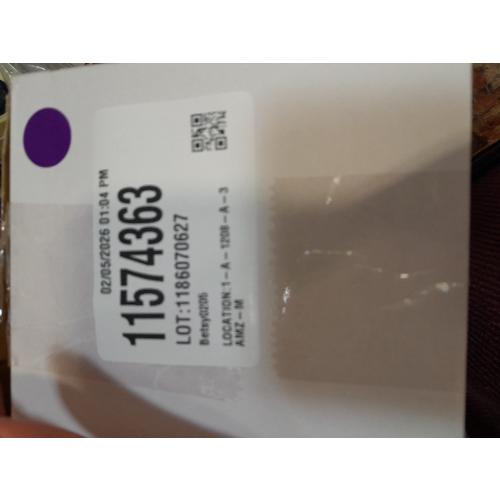 02/05/2026 01:04 PM
11574363
LOT:1186070627
Betsy0205
LOCATION:1-A-1208-A-3
AMZ-M